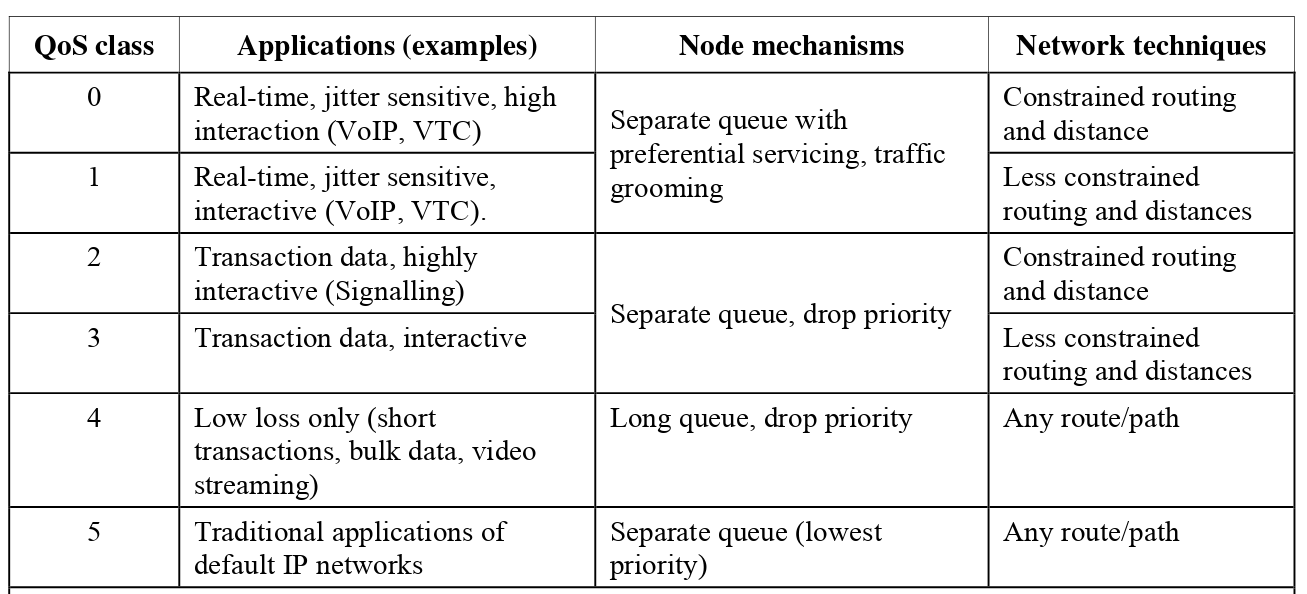 QoS class
Applications (examples)
Node mechanisms
Network techniques
0
Real-time, jitter sensitive, high
interaction (VoIP, VTC)
Separate queue with
preferential servicing, traffic
grooming
Constrained routing
and distance
1
Real-time, jitter sensitive,
interactive (VoIP, VTC).
Less constrained
routing and distances
2
Transaction data, highly
interactive (Signalling)
Separate queue, drop priority
Constrained routing
and distance
3
Transaction data, interactive
Less constrained
routing and distances
4
Low loss only (short
transactions, bulk data, video
streaming)
Long queue, drop priority
Any route/path
5
Traditional applications of
default IP networks
Separate queue (lowest
priority)
Any route/path